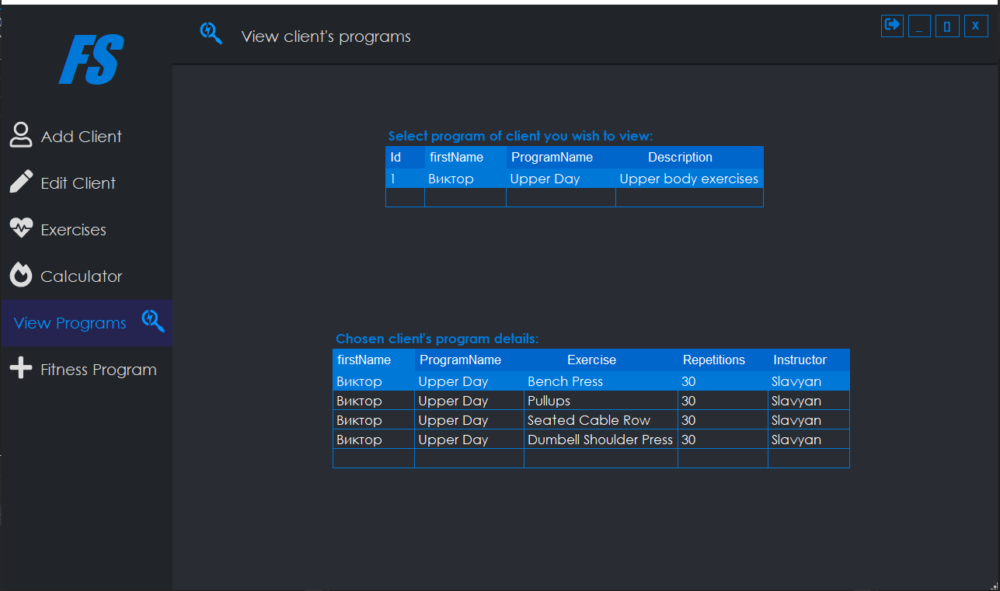 FS
View client's programs
_ [] X
Add Client
Edit Client
Exercises
Calculator
View Programs
Fitness Program
Select program of client you wish to view:
Id firstName ProgramName Description
1 Виктор Upper Day Upper body exercises
Chosen client's program details:
firstName ProgramName Exercise Repetitions Instructor
Виктор Upper Day Bench Press 30 Slavyan
Виктор Upper Day Pullups 30 Slavyan
Виктор Upper Day Seated Cable Row 30 Slavyan
Виктор Upper Day Dumbell Shoulder Press 30 Slavyan